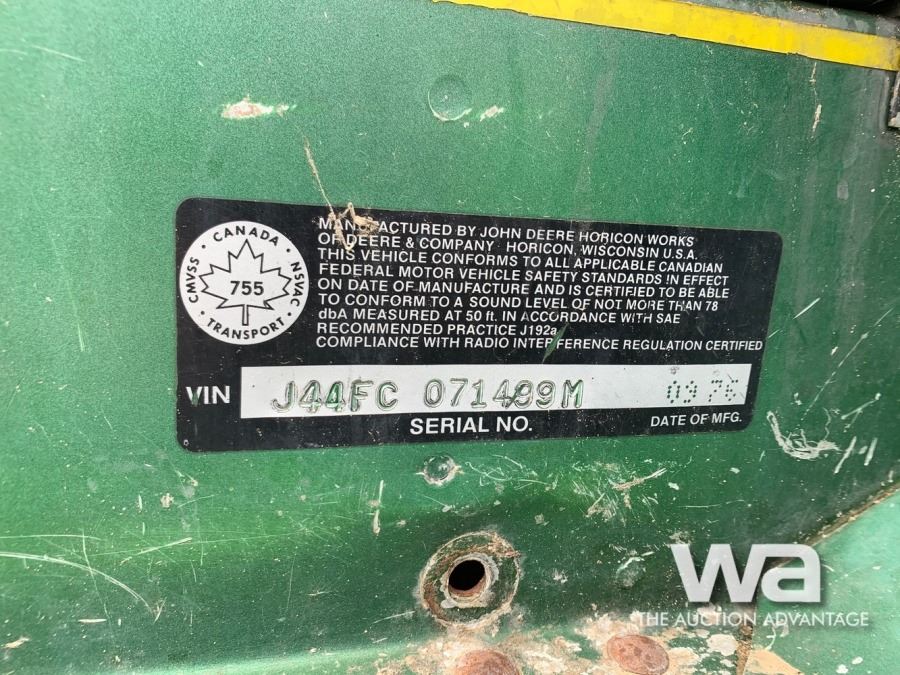 CANADA
CMVSS
NSVAC
755
TRANSPORT
MANUFACTURED BY JOHN DEERE HORICON WORKS
OF DEERE & COMPANY HORICON, WISCONSIN U.S.A.
THIS VEHICLE CONFORMS TO ALL APPLICABLE CANADIAN
FEDERAL MOTOR VEHICLE SAFETY STANDARDS IN EFFECT
ON DATE OF MANUFACTURE AND IS CERTIFIED TO BE ABLE
TO CONFORM TO A SOUND LEVEL OF NOT MORE THAN 78
dbA MEASURED AT 50 ft. IN ACCORDANCE WITH SAE
RECOMMENDED PRACTICE J192a
COMPLIANCE WITH RADIO INTERFERENCE REGULATION CERTIFIED
VIN J44FC 071489M 09 76
SERIAL NO. DATE OF MFG.
wa
THE AUCTION ADVANTAGE